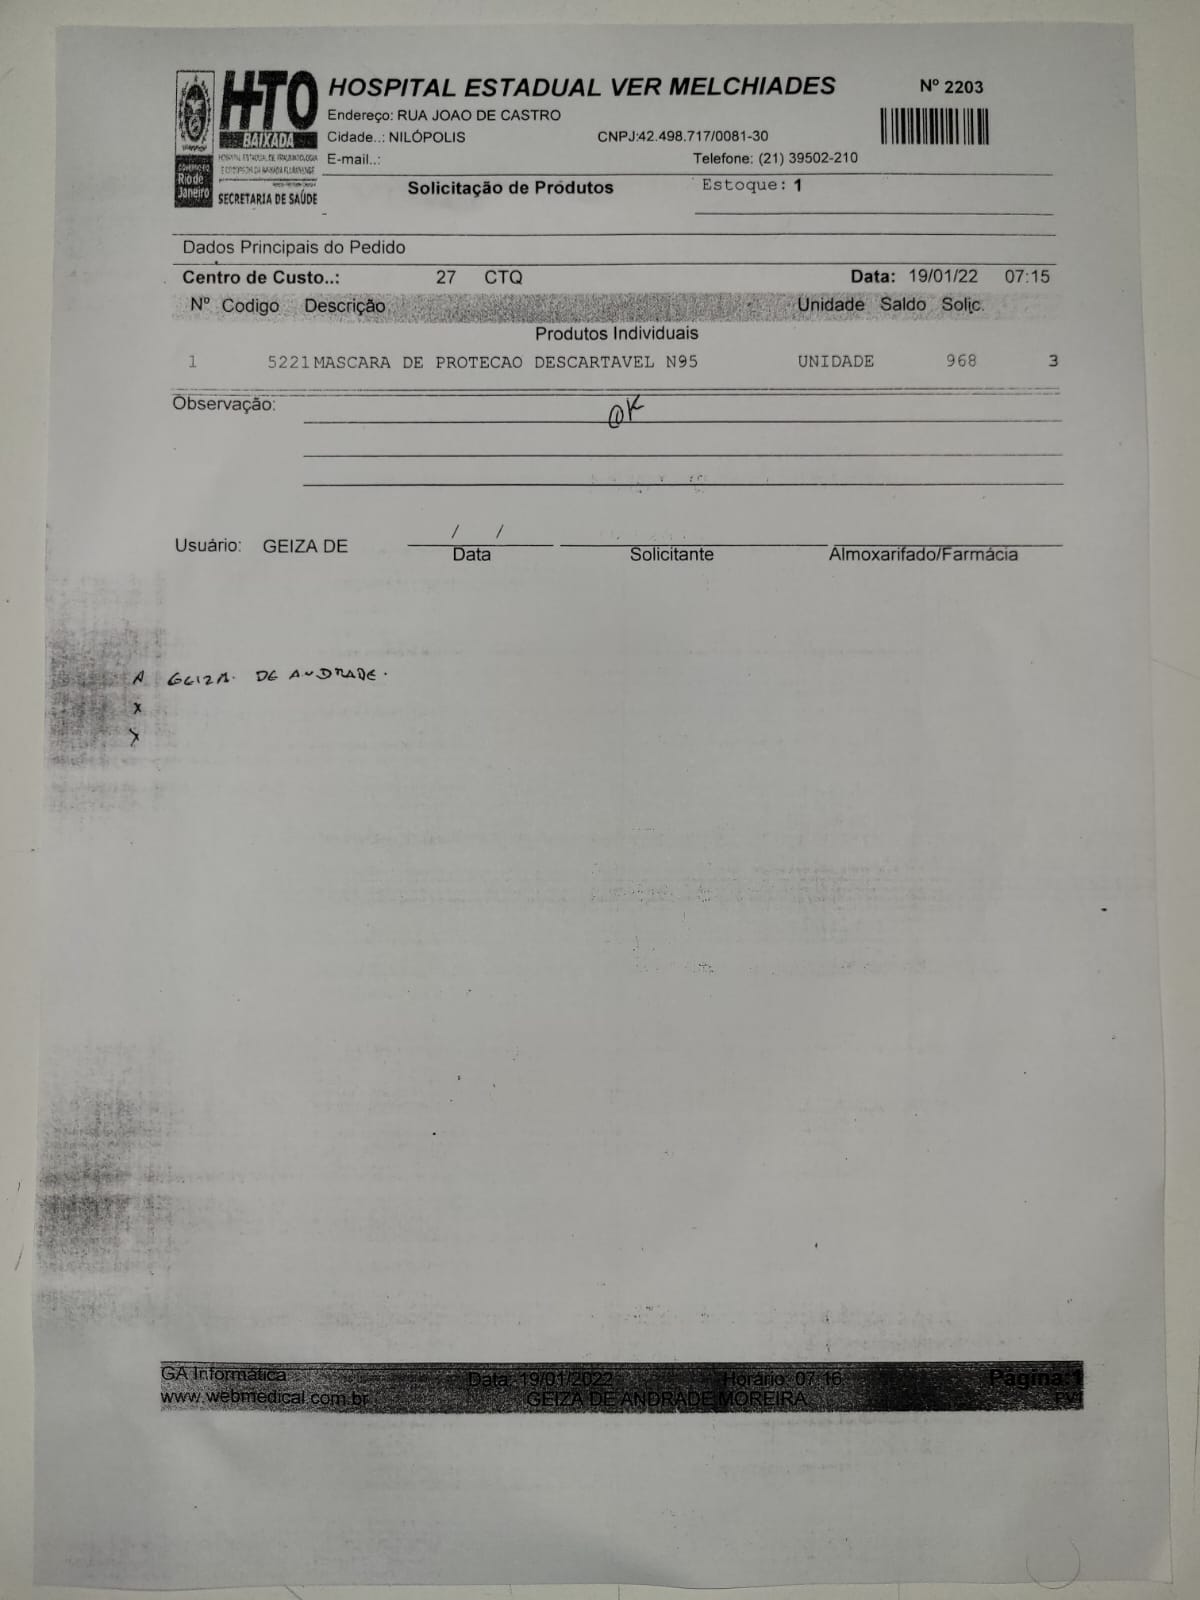 HTO
BAIXADA
HOSPITAL ESTADUAL DE TRAUMATOLOGIA
E ORTOPEDIA DA BAIXADA FLUMINENSE
GOVERNO DO
Rio de
Janeiro
SECRETARIA DE SAÚDE
HOSPITAL ESTADUAL VER MELCHIADES
Nº 2203
Endereço: RUA JOAO DE CASTRO
Cidade..: NILÓPOLIS CNPJ:42.498.717/0081-30
E-mail..: Telefone: (21) 39502-210
Solicitação de Produtos Estoque: 1
Dados Principais do Pedido
Centro de Custo..: 27 CTQ Data: 19/01/22 07:15
Nº Codigo Descrição Unidade Saldo Solic.
Produtos Individuais
1 5221 MASCARA DE PROTECAO DESCARTAVEL N95 UNIDADE 968 3
Observação: OK
Usuário: GEIZA DE / / 
Data Solicitante Almoxarifado/Farmácia
A GEIZA DE ANDRADE.
x
x
GA Informática Data: 19/01/2022 Horário: 07:16 Página:1
www.webmedical.com.br GEIZA DE ANDRADE MOREIRA PV1